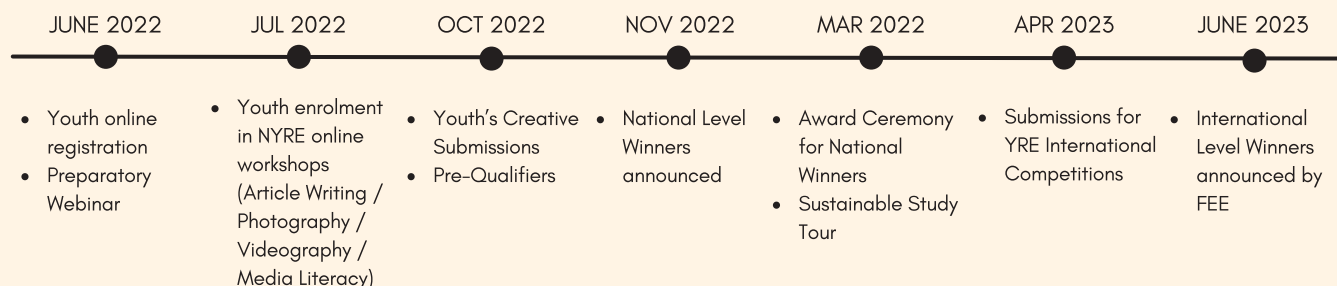 JUNE 2022
JUL 2022
OCT 2022
NOV 2022
MAR 2022
APR 2023
JUNE 2023
• Youth online
registration
• Preparatory
Webinar
• Youth enrolment
in NYRE online
workshops
(Article Writing /
Photography /
Videography /
Media Literacy)
• Youth's Creative
Submissions
• Pre-Qualifiers
• National Level
Winners
announced
• Award Ceremony
for National
Winners
• Sustainable Study
Tour
• Submissions for
YRE International
Competitions
• International
Level Winners
announced by
FEE